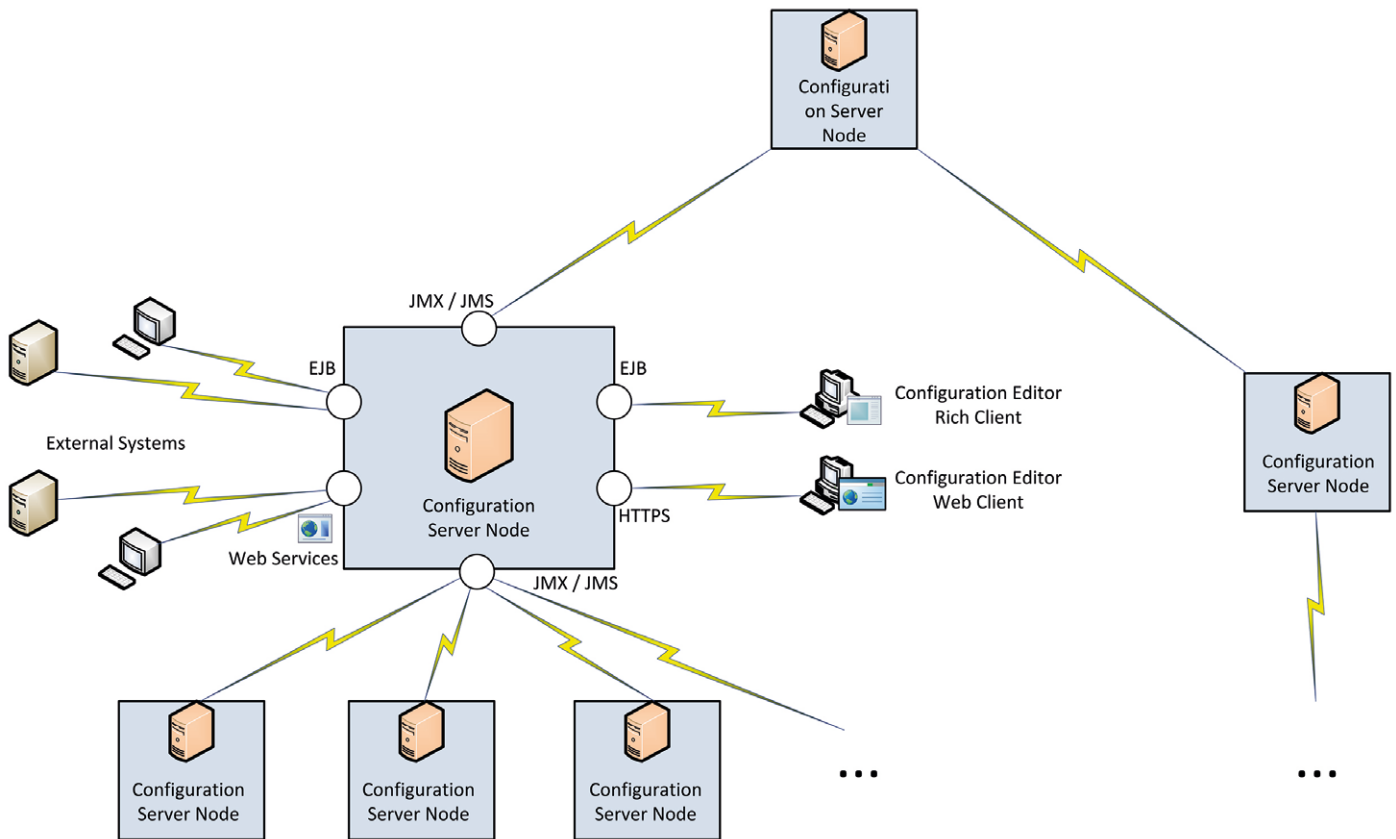 Configurati
on Server
Node
JMX / JMS
EJB
EJB
Configuration Editor
Rich Client
External Systems
Configuration
Server Node
Configuration Editor
Web Client
Configuration
Server Node
HTTPS
Web Services
JMX / JMS
...
...
Configuration
Server Node
Configuration
Server Node
Configuration
Server Node